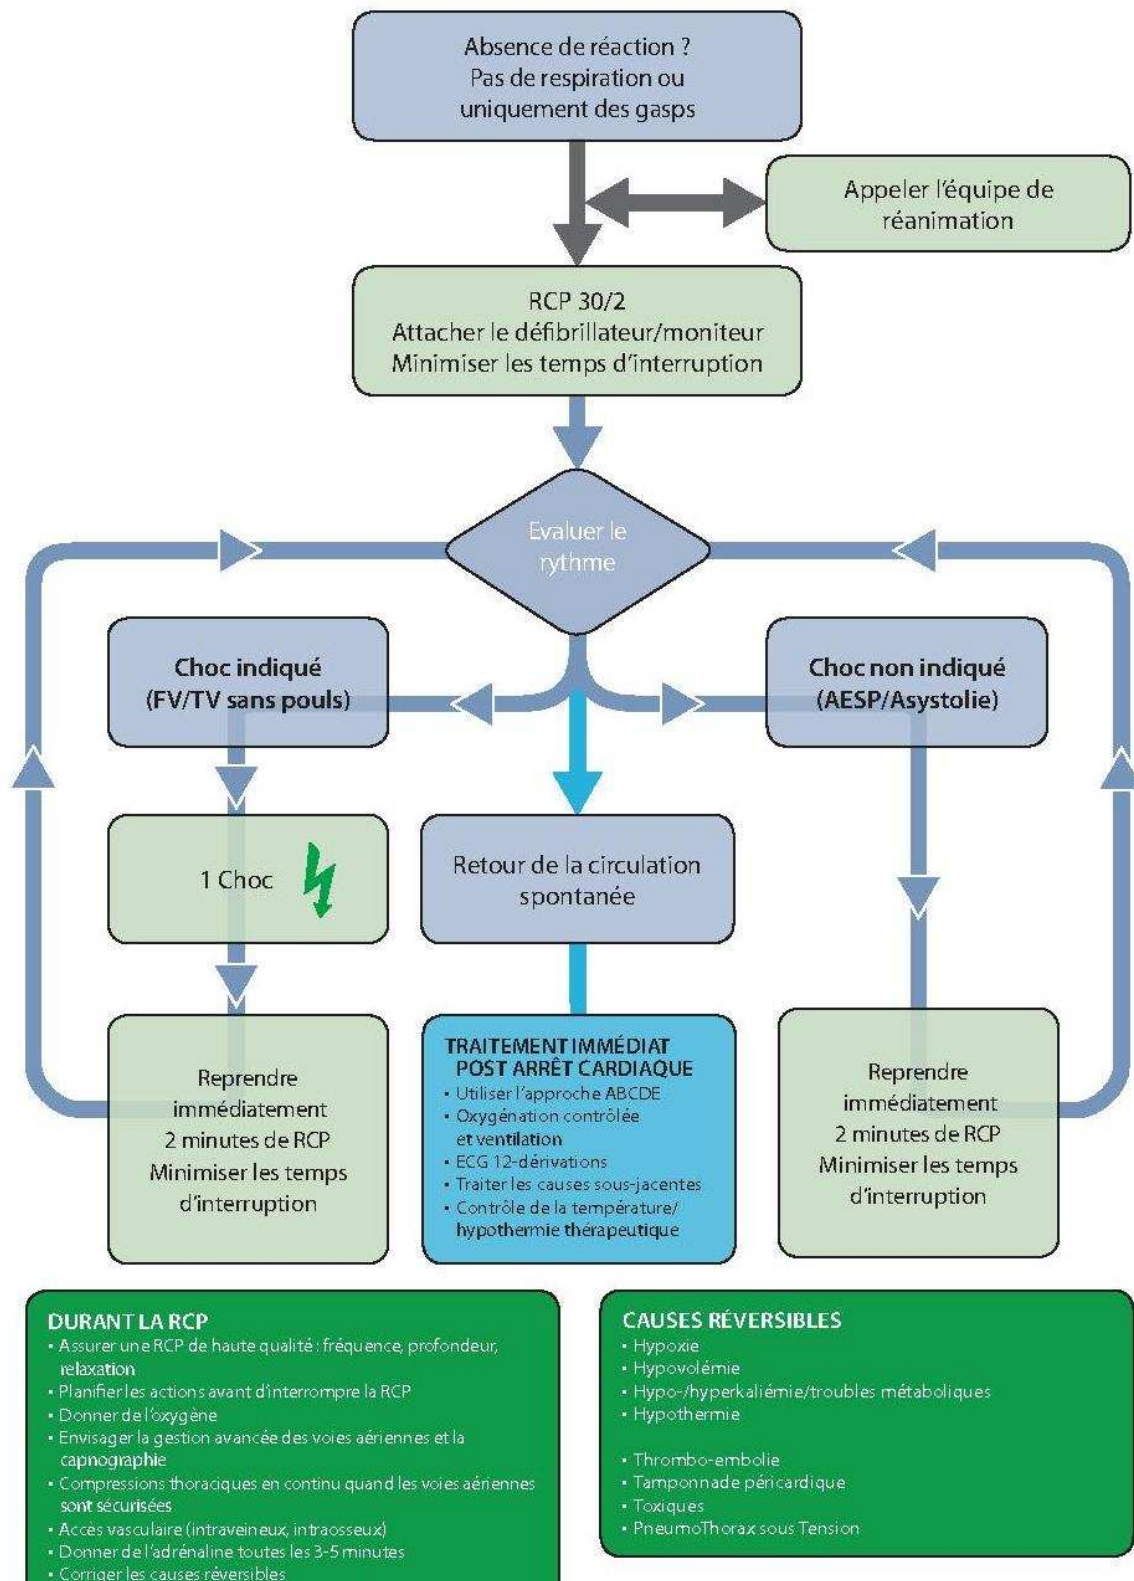 Absence de réaction ?
Pas de respiration ou
uniquement des gasps
Appeler l'équipe de
réanimation
RCP 30/2
Attacher le défibrillateur/moniteur
Minimiser les temps d'interruption
Evaluer le
rythme
Choc indiqué
(FV/TV sans pouls)
Choc non indiqué
(AESP/Asystolie)
1 Choc
Retour de la circulation
spontanée
Reprendre
immédiatement
2 minutes de RCP
Minimiser les temps
d'interruption
TRAITEMENT IMMÉDIAT
POST ARRÊT CARDIAQUE
• Utiliser l'approche ABCDE
• Oxygénation contrôlée
et ventilation
• ECG 12-dérivations
• Traiter les causes sous-jacentes
• Contrôle de la température/
hypothermie thérapeutique
Reprendre
immédiatement
2 minutes de RCP
Minimiser les temps
d'interruption
DURANT LA RCP
• Assurer une RCP de haute qualité : fréquence, profondeur,
relaxation
• Planifier les actions avant d'interrompre la RCP
• Donner de l'oxygène
• Envisager la gestion avancée des voies aériennes et la
capnographie
• Compressions thoraciques en continu quand les voies aériennes
sont sécurisées
• Accès vasculaire (intraveineux, intraosseux)
• Donner de l'adrénaline toutes les 3-5 minutes
• Corriger les causes réversibles
CAUSES RÉVERSIBLES
• Hypoxie
• Hypovolémie
• Hypo-/hyperkaliémie/troubles métaboliques
• Hypothermie
• Thrombo-embolie
• Tamponnade péricardique
• Toxiques
• PneumoThorax sous Tension